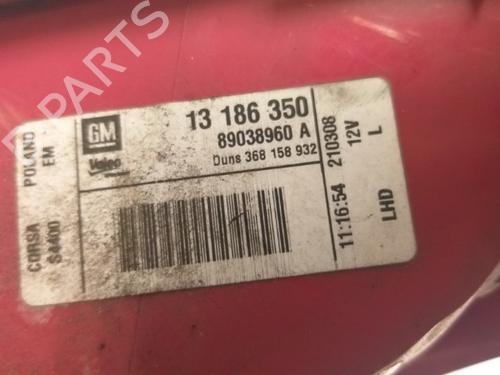 B PARTS
GM
Valeo
13 186 350
89038960 A
Duns 368 158 932
POLAND
EM
CORSA
S4400
210308
12V
L
11:16:54
LHD